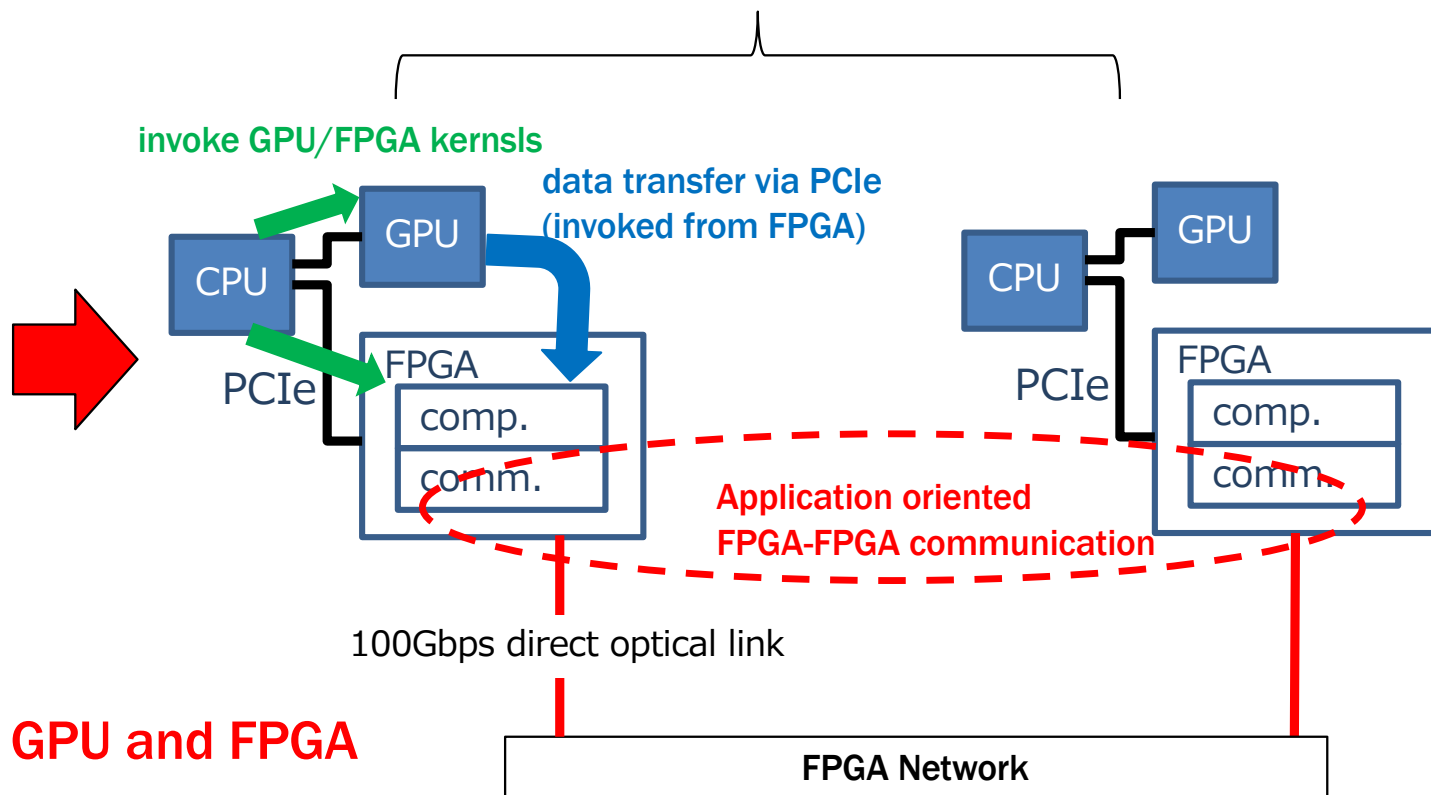 invoke GPU/FPGA kernsls
data transfer via PCIe
(invoked from FPGA)
GPU
CPU
GPU
CPU
PCIe
FPGA
comp.
comm.
PCIe
FPGA
comp.
comm.
Application oriented
FPGA-FPGA communication
100Gbps direct optical link
GPU and FPGA
FPGA Network